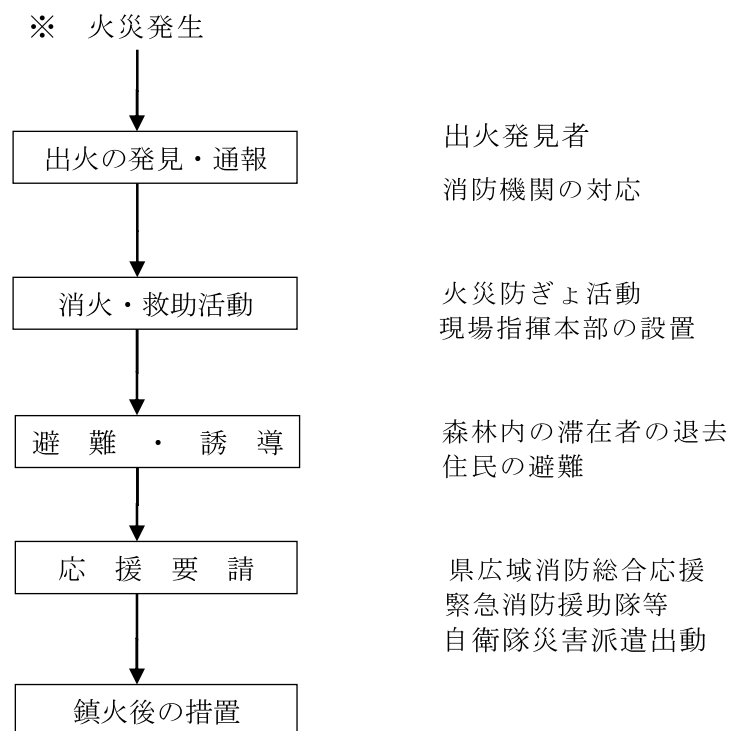 ※　火災発生
出火の発見・通報
出火発見者
消防機関の対応
消火・救助活動
火災防ぎょ活動
現場指揮本部の設置
避　難　・　誘　導
森林内の滞在者の退去
住民の避難
応　援　要　請
県広域消防総合応援
緊急消防援助隊等
自衛隊災害派遣出動
鎮火後の措置